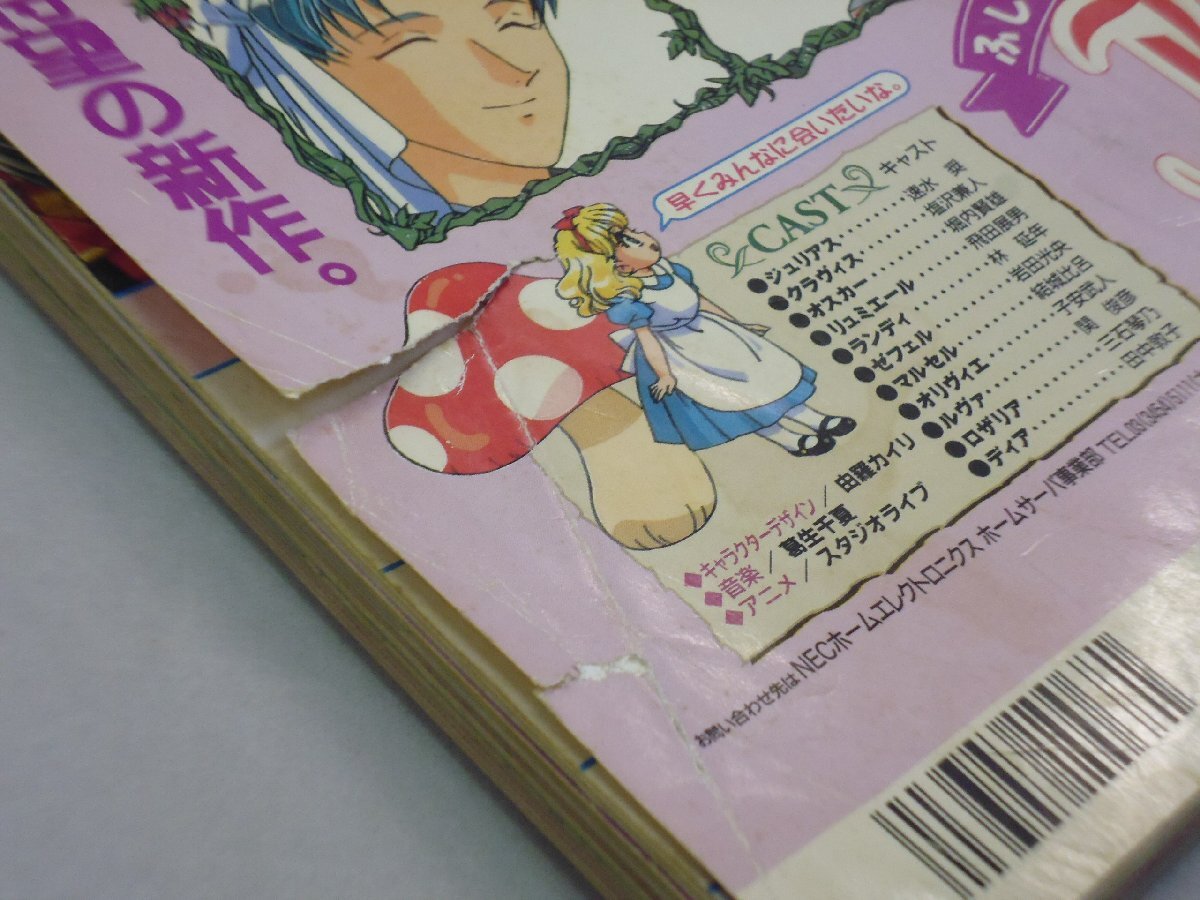 の新作。
ふし
早くみんなに会いたいな。
CAST
キャスト
●ジュリアス・・・・・・・・速水 奨
●クラヴィス・・・・・・・・塩沢兼人
●オスカー・・・・・・・・堀内賢雄
●リュミエール・・・・・・・・飛田展男
●ランディ・・・・・・・・林 延年
●ゼフェル・・・・・・・・岩田光央
●マルセル・・・・・・・・結城比呂
●オリヴィエ・・・・・・・・子安武人
●ルヴァ・・・・・・・・関 俊彦
●ロザリア・・・・・・・・三石琴乃
●ディア・・・・・・・・田中敦子
◆キャラクターデザイン/由羅カイリ
◆音楽/葛生千夏
◆アニメ/スタジオライブ
お問い合わせ先は NECホームエレクトロニクス ホームサーバ事業部 TEL